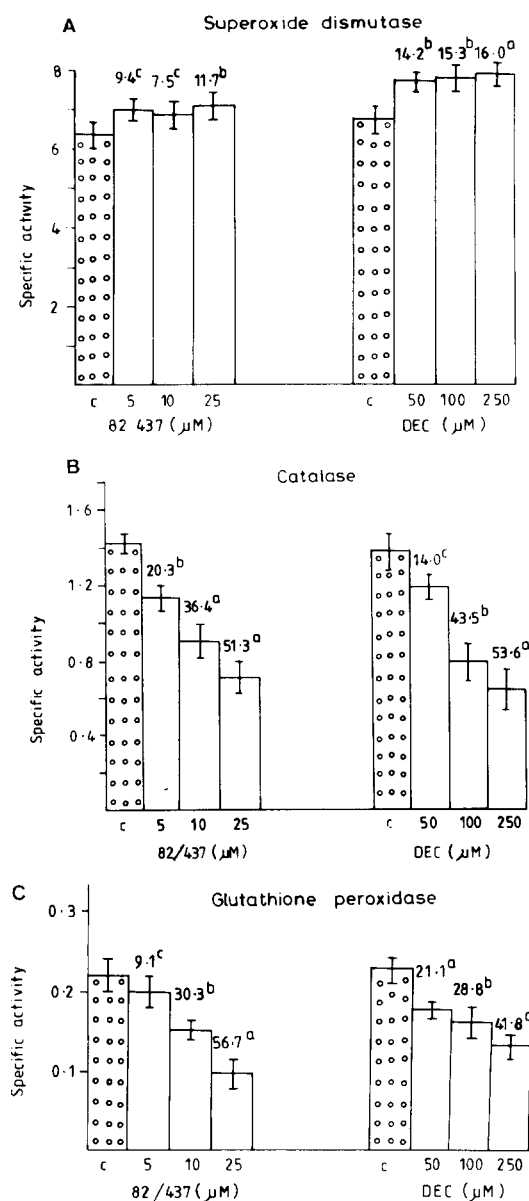 A Superoxide dismutase
9·4c 7·5c 11·7b 14·2b 15·3b 16·0a
8
6
4
2
Specific activity
c 5 10 25 c 50 100 250
82 437 (μM) DEC (μM)
B Catalase
1·6
1·2
0·8
0·4
Specific activity
20·3b 36·4a 51·3a 14·0c 43·5b 53·6a
c 5 10 25 c 50 100 250
82/437 (μM) DEC (μM)
C Glutathione peroxidase
0·3
0·2
0·1
Specific activity
9·1c 30·3b 56·7a 21·1a 28·8b 41·8a
c 5 10 25 c 50 100 250
82/437 (μM) DEC (μM)